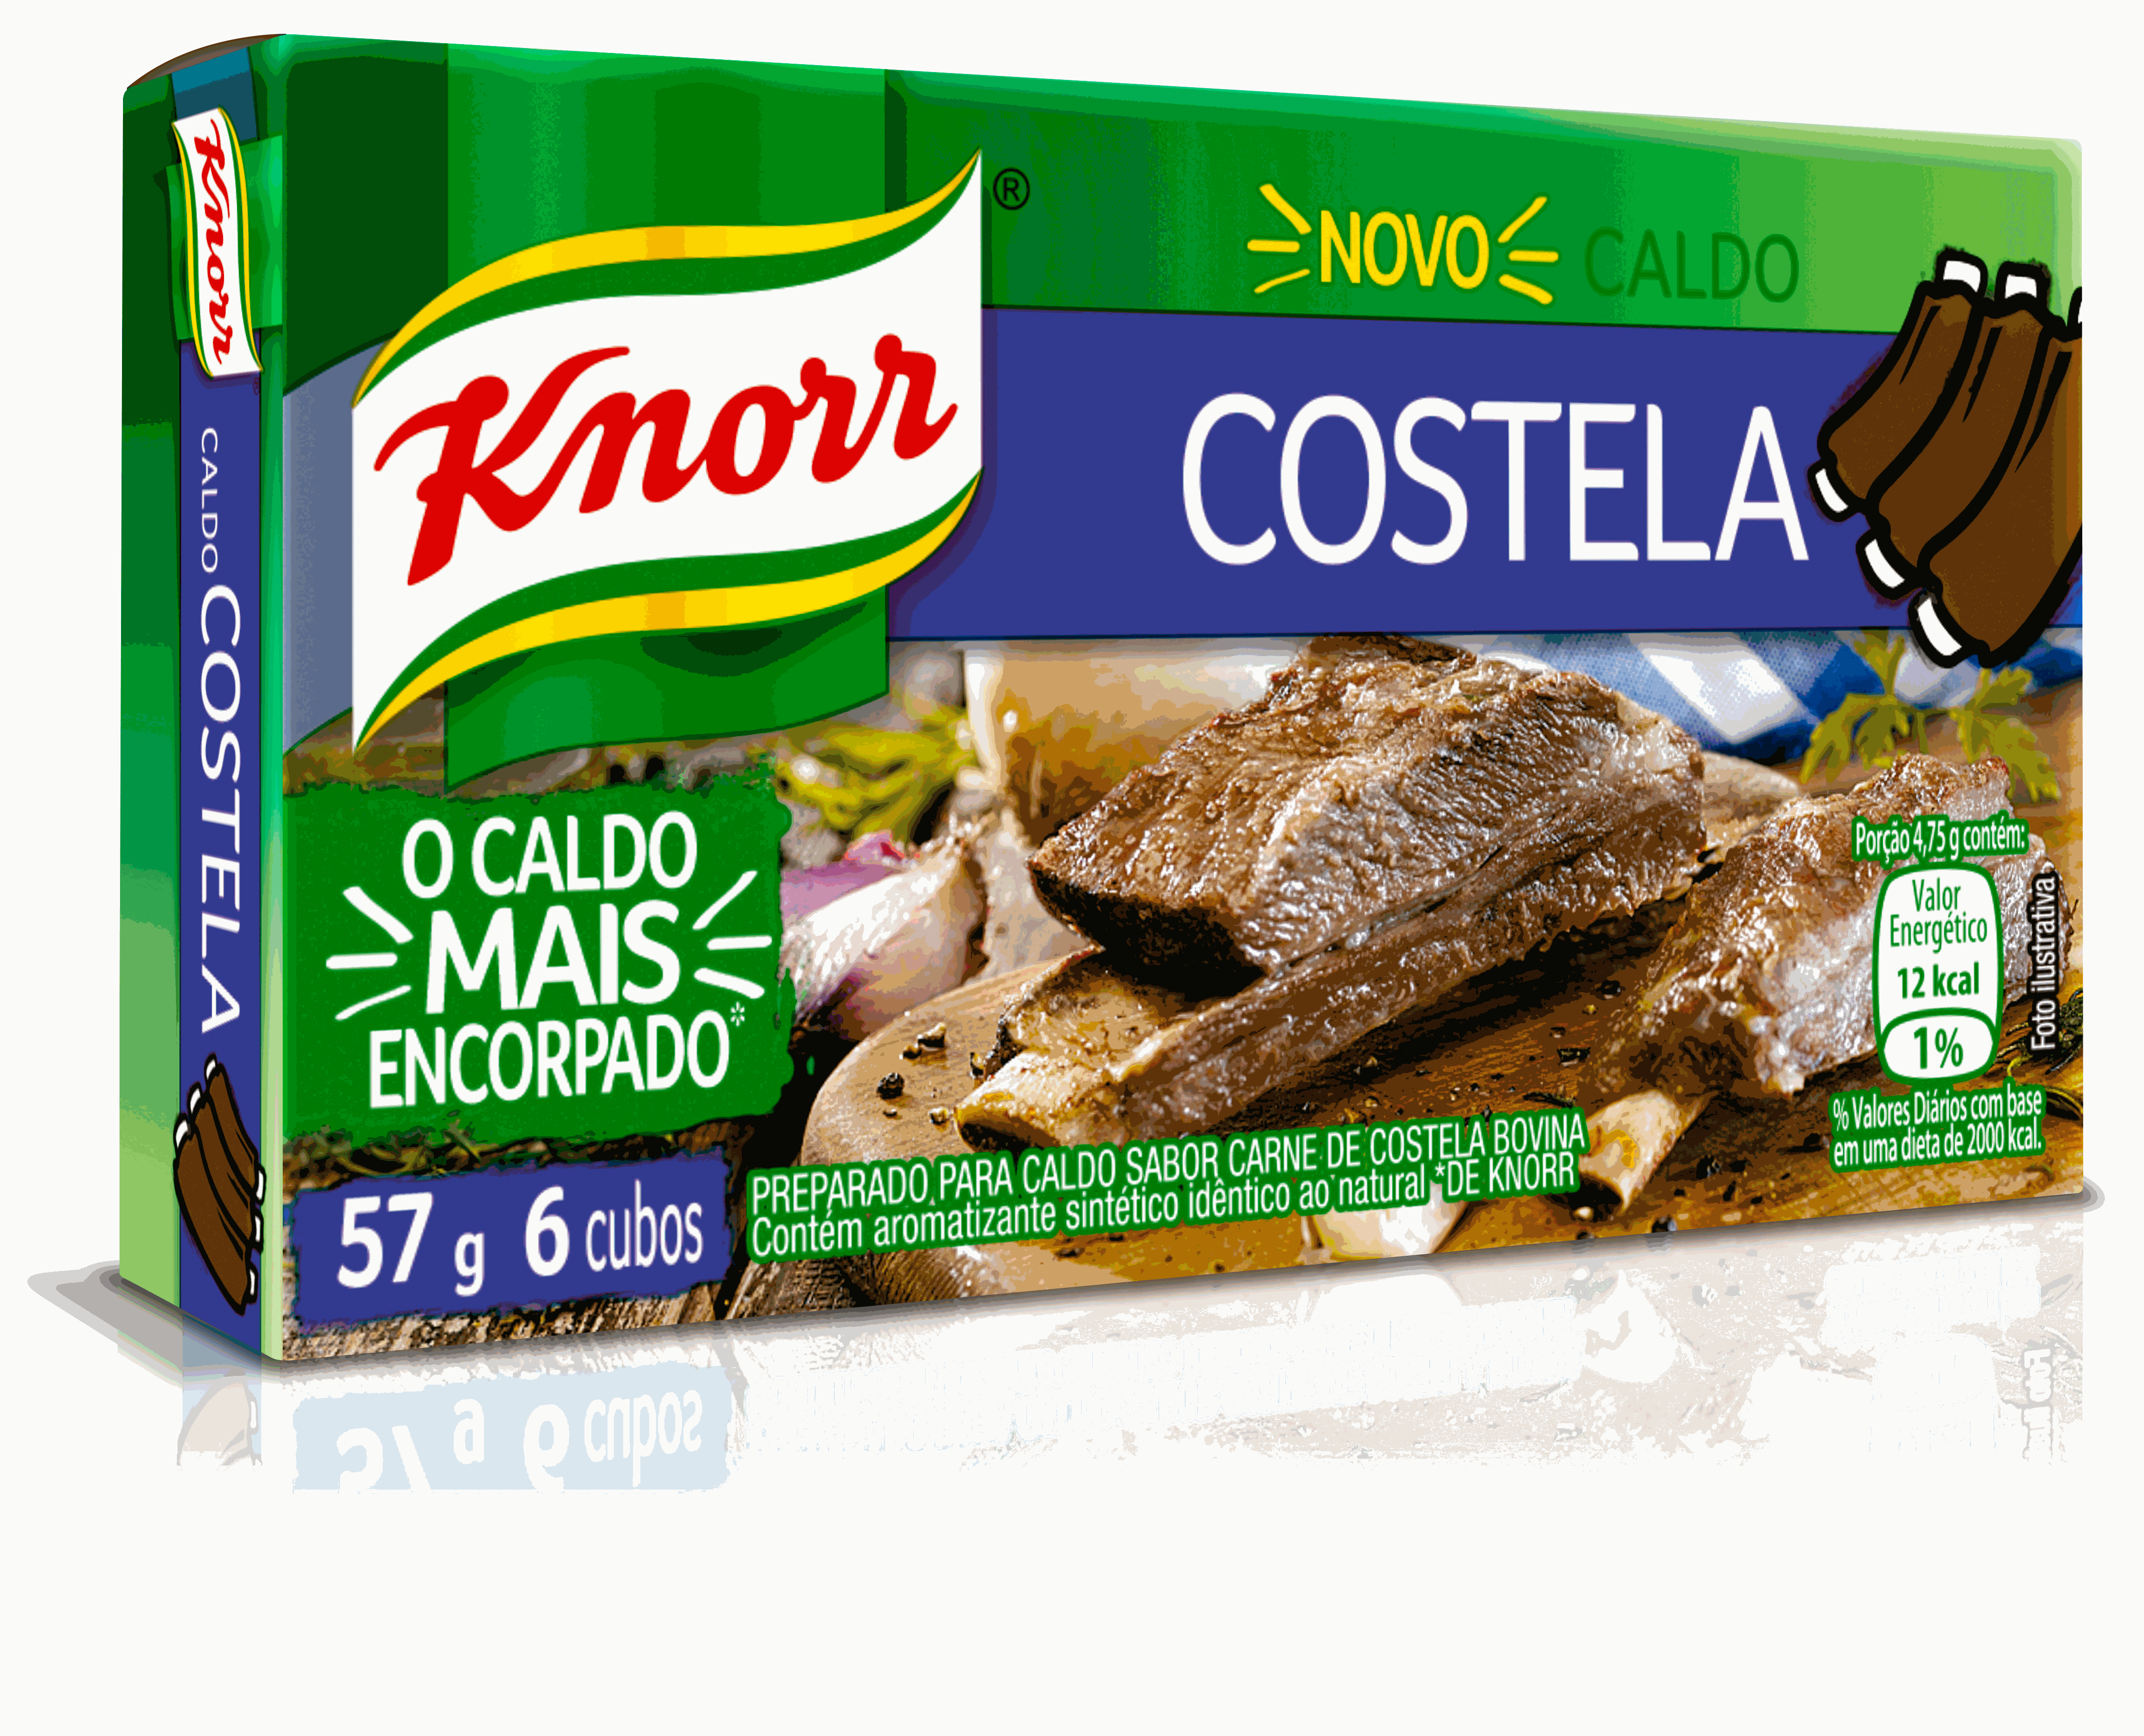 Knorr
CALDO COSTELA
Knorr®
NOVO CALDO
COSTELA
O CALDO
MAIS
ENCORPADO*
57 g 6 cubos
PREPARADO PARA CALDO SABOR CARNE DE COSTELA BOVINA
Contém aromatizante sintético idêntico ao natural *DE KNORR
Porção 4,75 g contém:
Valor
Energético
12 kcal
1%
% Valores Diários com base
em uma dieta de 2000 kcal.
Foto ilustrativa